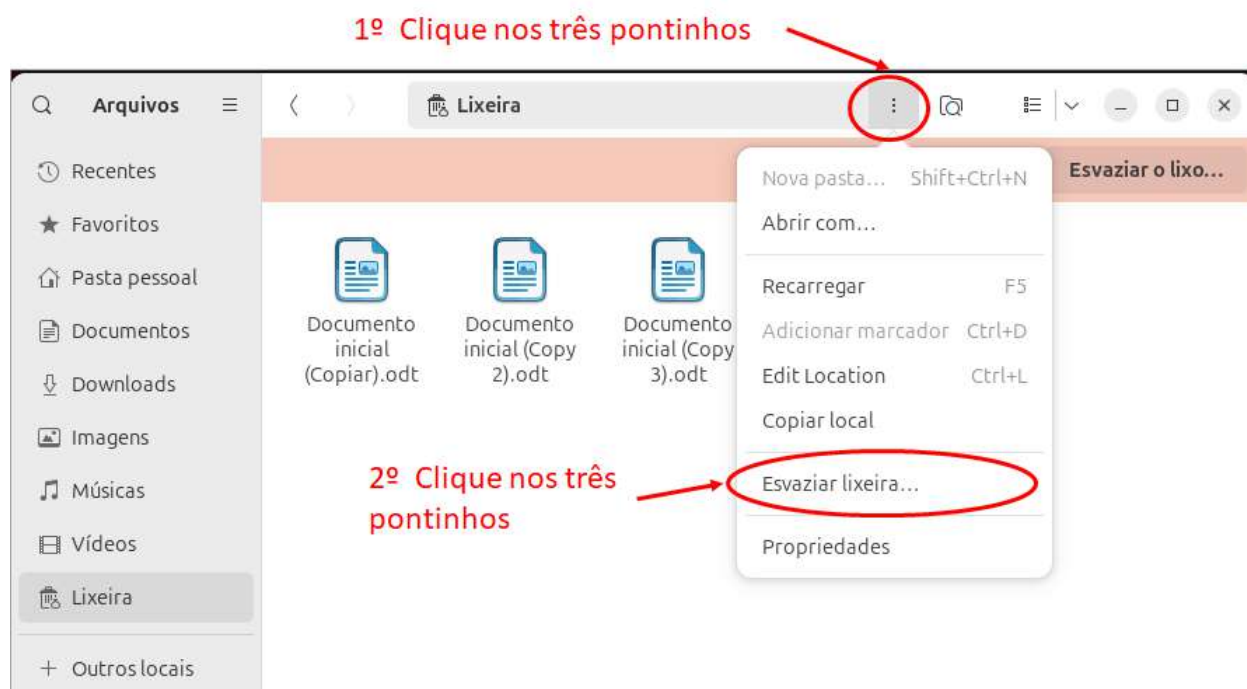 1º Clique nos três pontinhos
Arquivos
Lixeira
Recentes
Favoritos
Pasta pessoal
Documentos
Downloads
Imagens
Músicas
Vídeos
Lixeira
Outros locais
Esvaziar o lixo...
Documento
inicial
(Copiar).odt
Documento
inicial (Copy
2).odt
Documento
inicial (Copy
3).odt
Nova pasta... Shift+Ctrl+N
Abrir com...
Recarregar F5
Adicionar marcador Ctrl+D
Edit Location Ctrl+L
Copiar local
Esvaziar lixeira...
Propriedades
2º Clique nos três
pontinhos